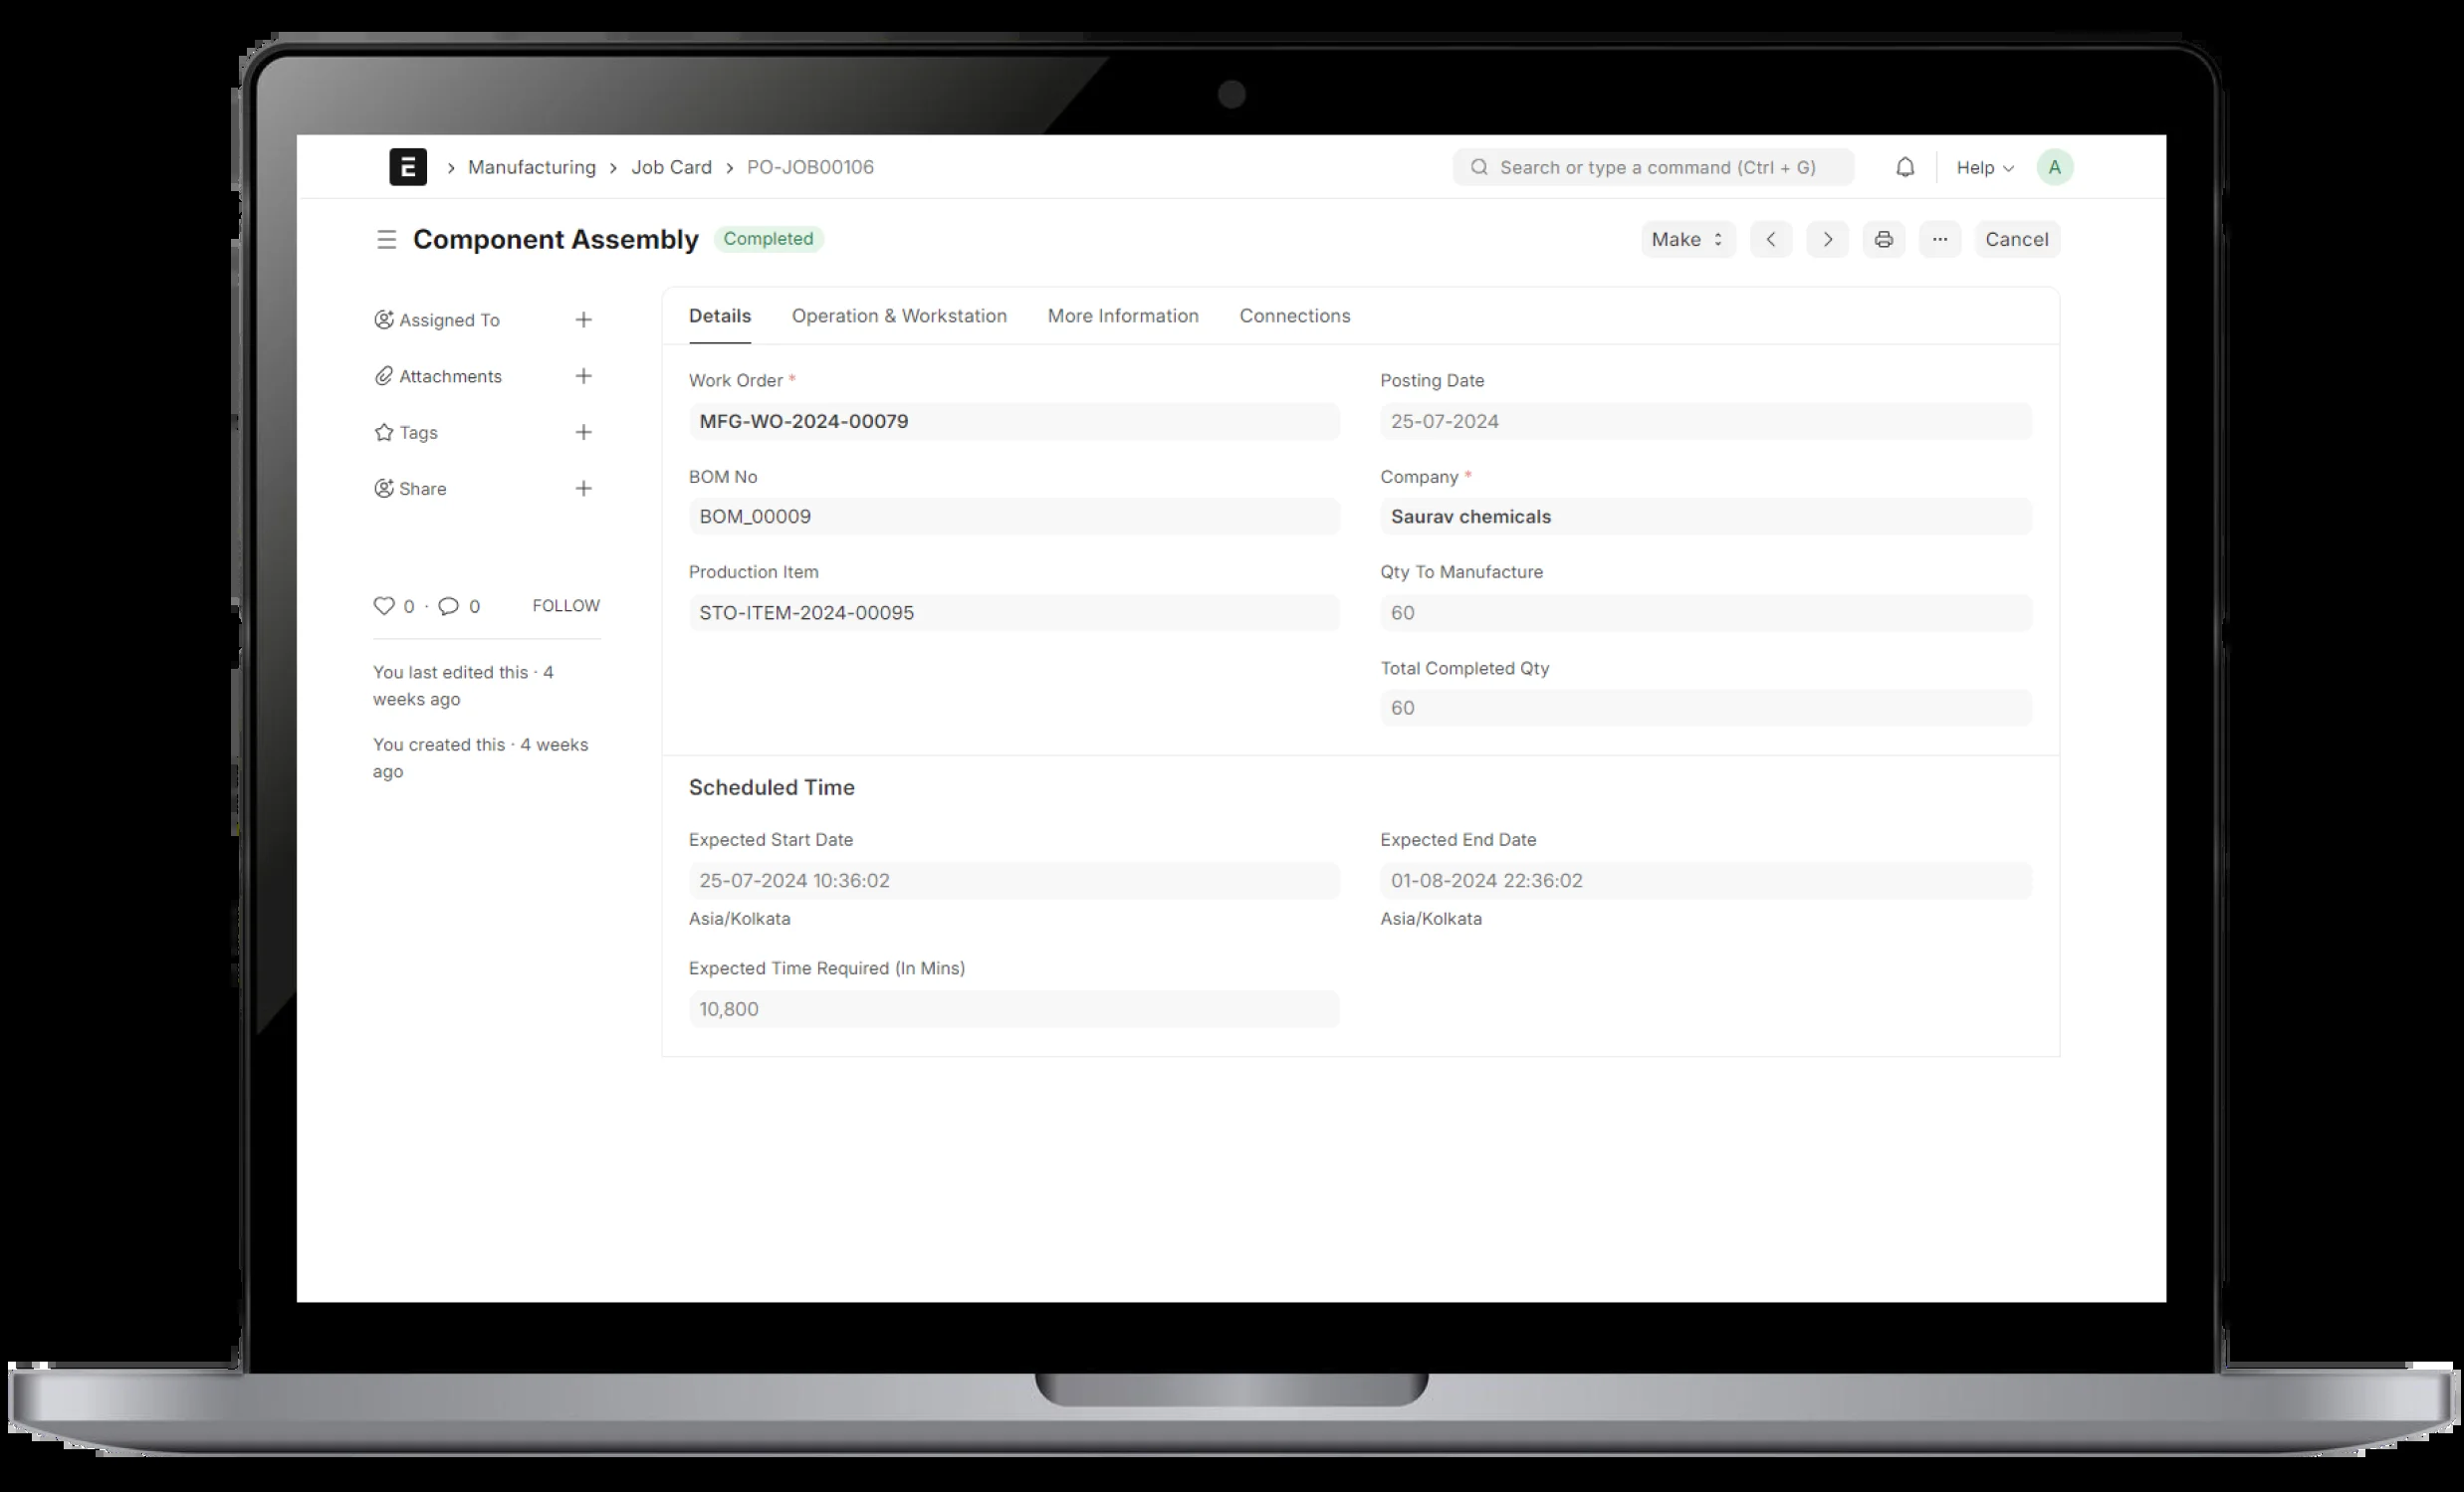 E > Manufacturing > Job Card > PO-JOB00106
Search or type a command (Ctrl + G)
Help
A
Component Assembly
Completed
Make
...
Cancel
Assigned To +
Attachments +
Tags +
Share +
0 · 0 FOLLOW
You last edited this · 4
weeks ago
You created this · 4 weeks
ago
Details
Operation & Workstation
More Information
Connections
Work Order *
MFG-WO-2024-00079
Posting Date
25-07-2024
BOM No
BOM_00009
Company *
Saurav chemicals
Production Item
STO-ITEM-2024-00095
Qty To Manufacture
60
Total Completed Qty
60
Scheduled Time
Expected Start Date
25-07-2024 10:36:02
Asia/Kolkata
Expected End Date
01-08-2024 22:36:02
Asia/Kolkata
Expected Time Required (In Mins)
10,800